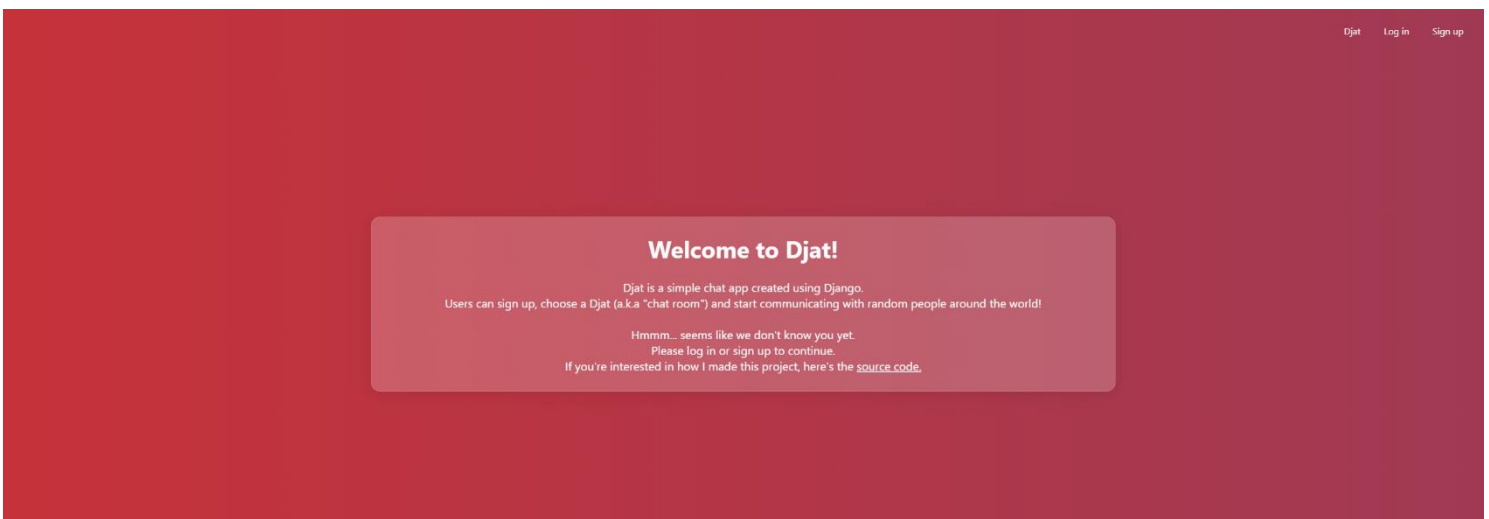 Djat Log in Sign up
Welcome to Djat!
Djat is a simple chat app created using Django.
Users can sign up, choose a Djat (a.k.a "chat room") and start communicating with random people around the world!
Hmmm... seems like we don't know you yet.
Please log in or sign up to continue.
If you're interested in how I made this project, here's the source code.